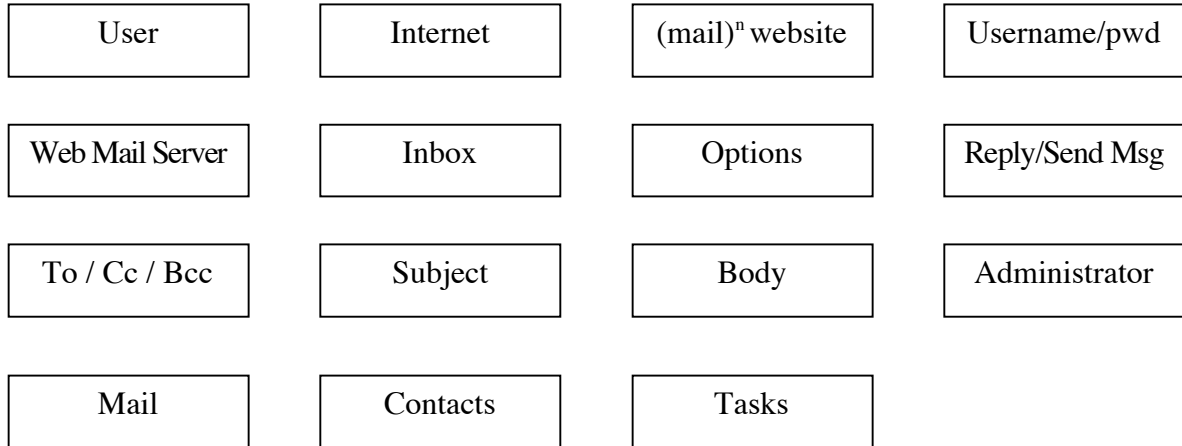 User
Internet
(mail)ⁿ website
Username/pwd
Web Mail Server
Inbox
Options
Reply/Send Msg
To / Cc / Bcc
Subject
Body
Administrator
Mail
Contacts
Tasks